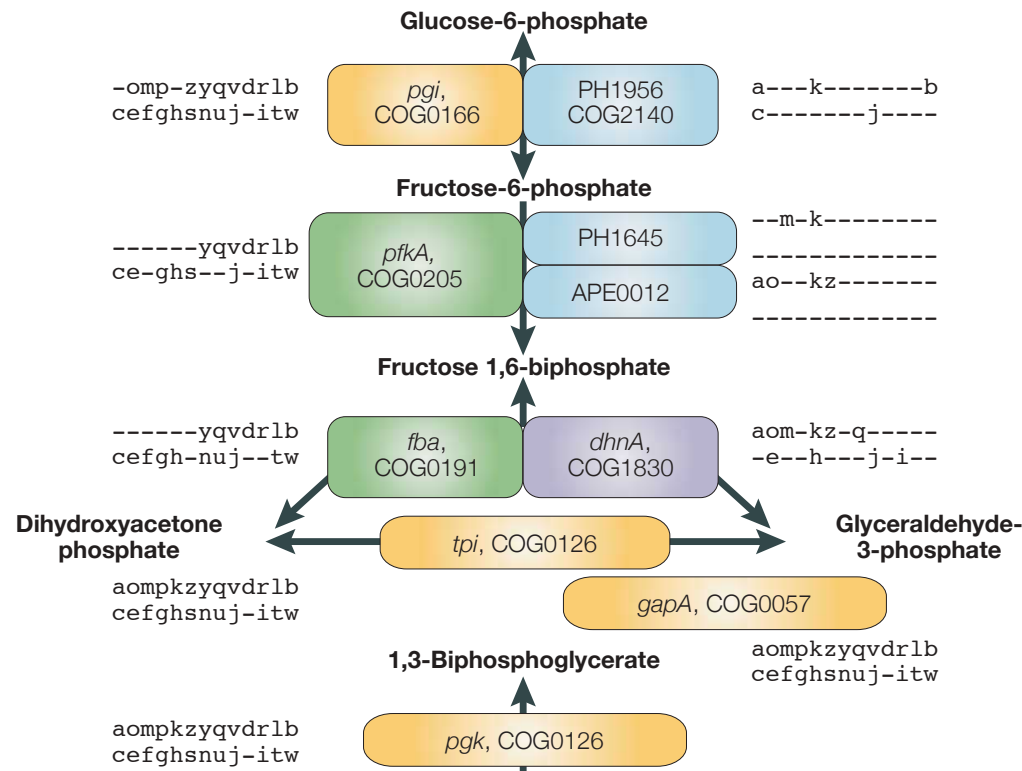 Glucose-6-phosphate
-omp-zyqvdrlb
cefghsnuj-itw
pgi,
COG0166
PH1956
COG2140
a---k-------b
c-------j----
Fructose-6-phosphate
------yqvdrlb
ce-ghs--j-itw
pfkA,
COG0205
PH1645
APE0012
--m-k--------
-------------
ao--kz-------
-------------
Fructose 1,6-biphosphate
------yqvdrlb
cefgh-nuj--tw
fba,
COG0191
dhnA,
COG1830
aom-kz-q-----
-e--h---j-i--
Dihydroxyacetone
phosphate
tpi, COG0126
Glyceraldehyde-
3-phosphate
aompkzyqvdrlb
cefghsnuj-itw
gapA, COG0057
aompkzyqvdrlb
cefghsnuj-itw
1,3-Biphosphoglycerate
aompkzyqvdrlb
cefghsnuj-itw
pgk, COG0126